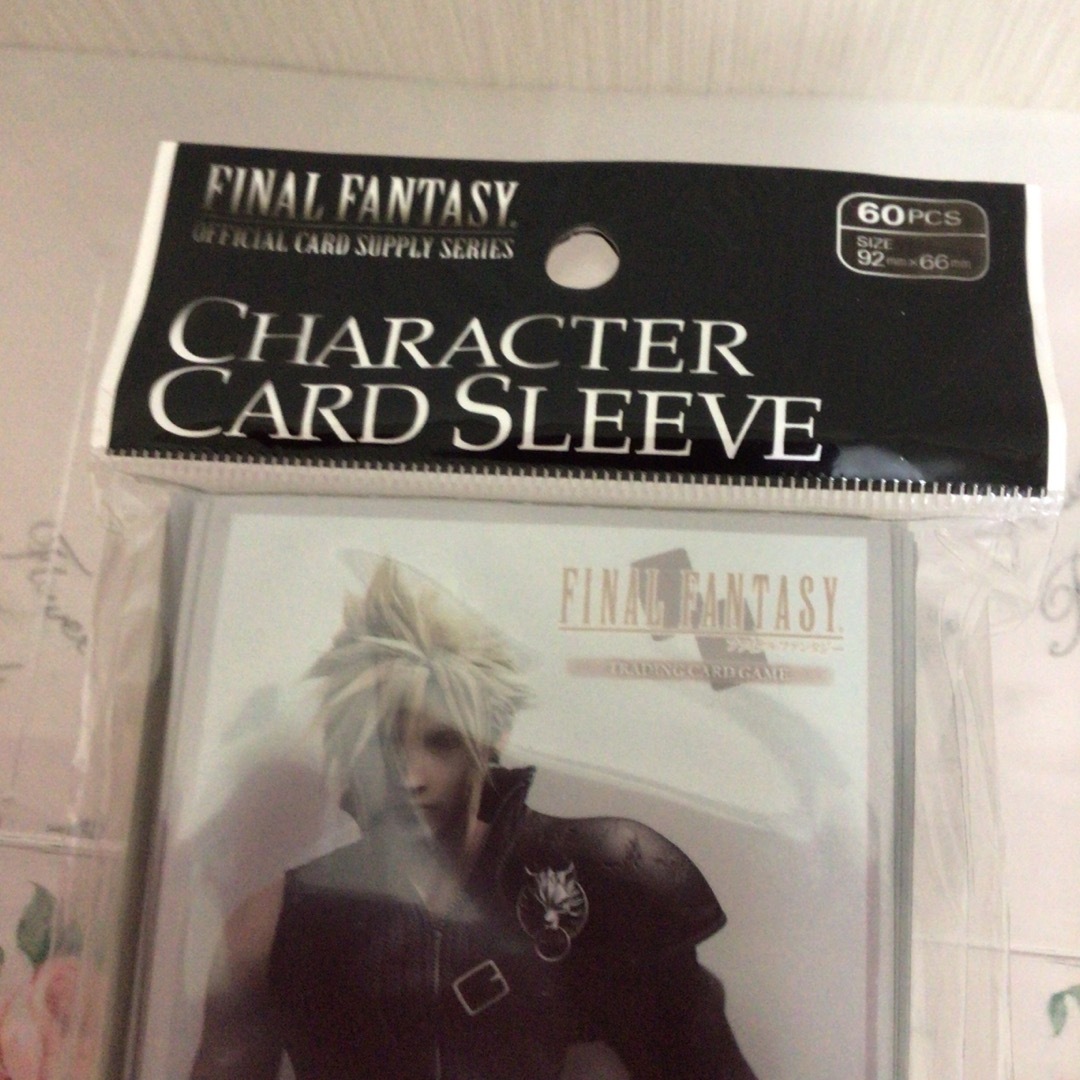 FINAL FANTASY
OFFICIAL CARD SUPPLY SERIES
60PCS
SIZE
92mm×66mm
CHARACTER
CARD SLEEVE
FINAL FANTASY
ファイナルファンタジー
TRADING CARD GAME